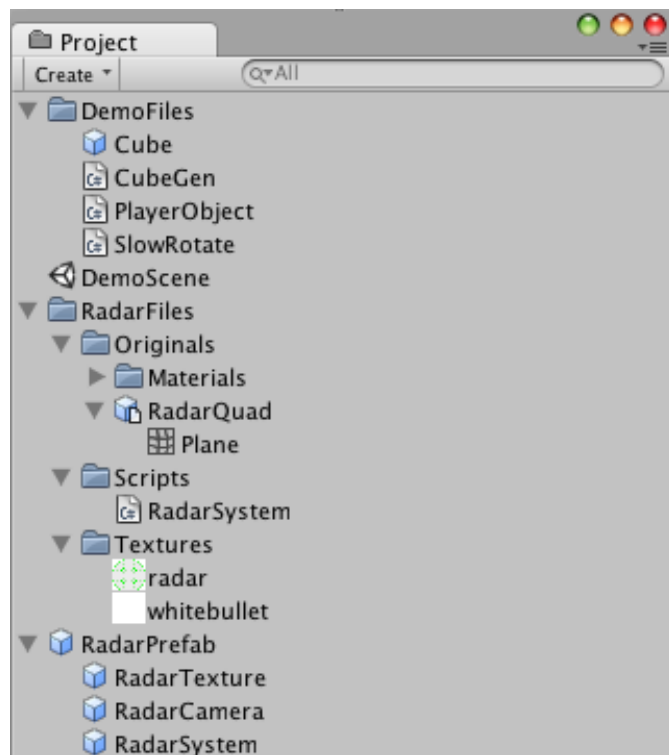 Project
Create
All
DemoFiles
Cube
CubeGen
PlayerObject
SlowRotate
DemoScene
RadarFiles
Originals
Materials
RadarQuad
Plane
Scripts
RadarSystem
Textures
radar
whitebullet
RadarPrefab
RadarTexture
RadarCamera
RadarSystem